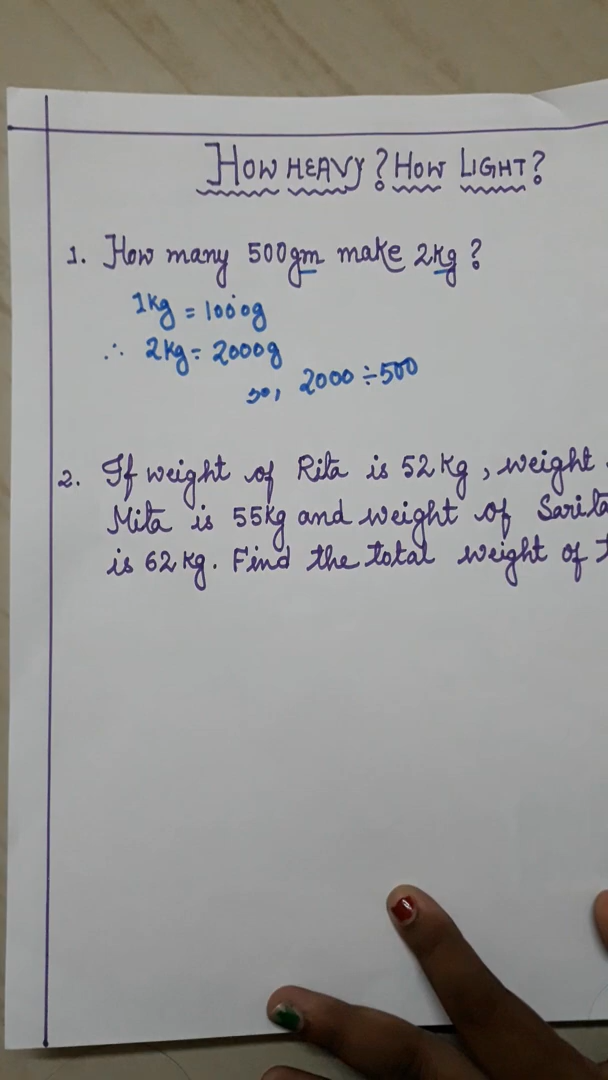 HOW HEAVY? HOW LIGHT?
1. How many 500gm make 2kg?
1kg = 1000g
∴ 2kg = 2000g
so, 2000 ÷ 500
2. If weight of Rita is 52 kg, weight
Mita is 55kg and weight of Sarita
is 62 kg. Find the total weight of